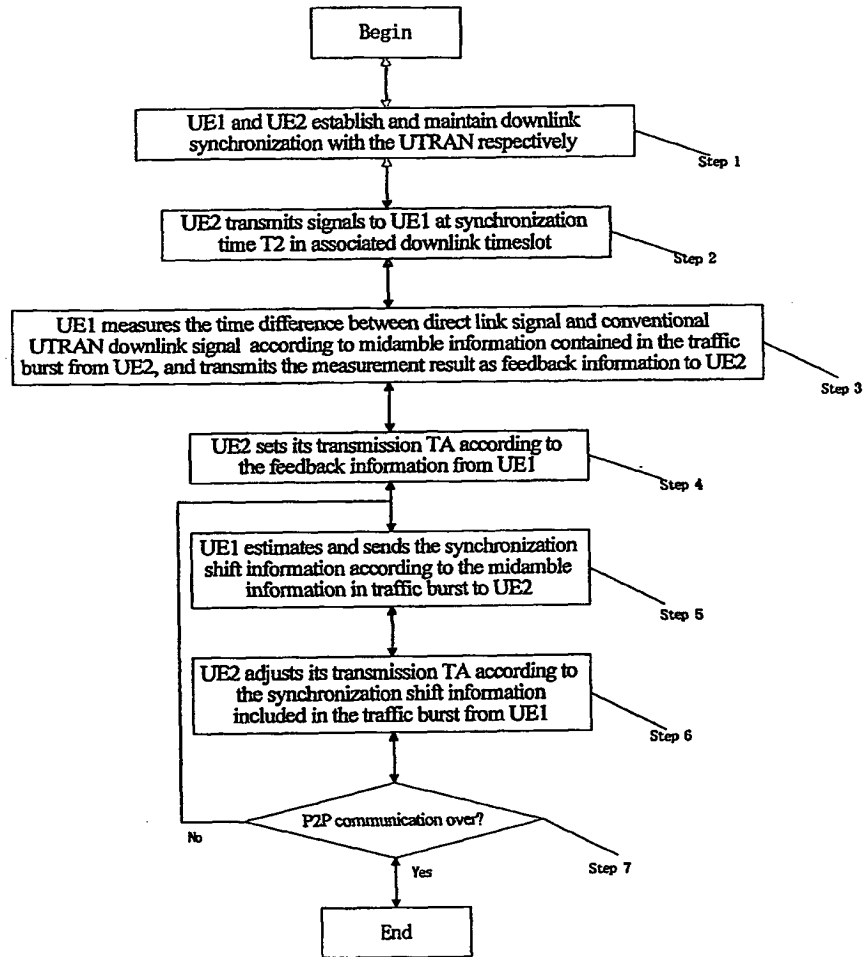 Begin
UE1 and UE2 establish and maintain downlink
synchronization with the UTRAN respectively
Step 1
UE2 transmits signals to UE1 at synchronization
time T2 in associated downlink timeslot
Step 2
UE1 measures the time difference between direct link signal and conventional
UTRAN downlink signal according to midamble information contained in the traffic
burst from UE2, and transmits the measurement result as feedback information to UE2
Step 3
UE2 sets its transmission TA according to
the feedback information from UE1
Step 4
UE1 estimates and sends the synchronization
shift information according to the midamble
information in traffic burst to UE2
Step 5
UE2 adjusts its transmission TA according to
the synchronization shift information
included in the traffic burst from UE1
Step 6
P2P communication over?
No
Yes
Step 7
End